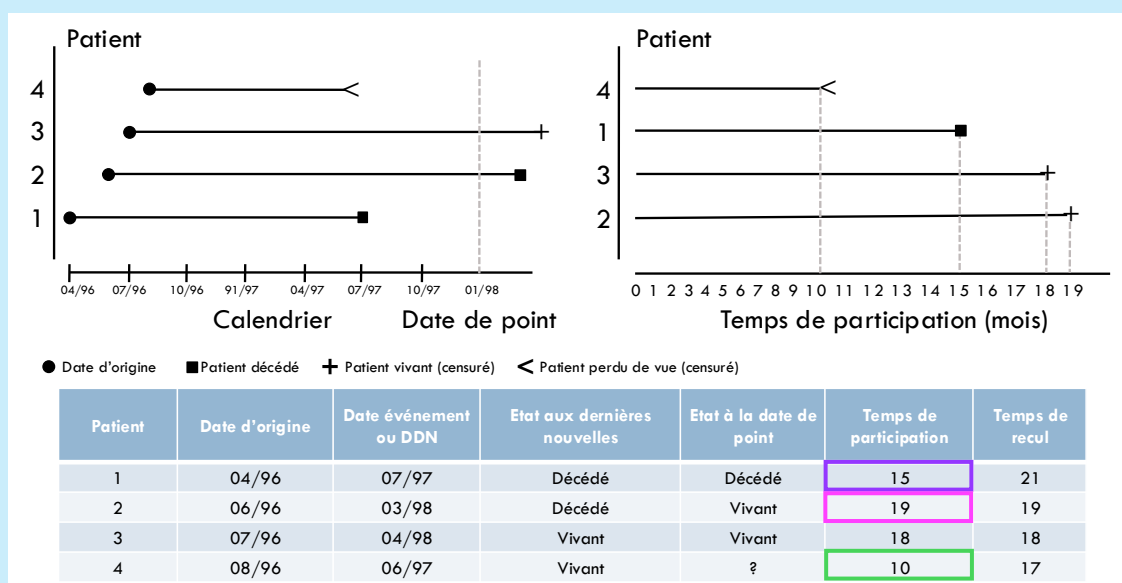 Patient
4
3
2
1
04/96 07/96 10/96 91/97 04/97 07/97 10/97 01/98
Calendrier Date de point
Patient
4
1
3
2
0 1 2 3 4 5 6 7 8 9 10 11 12 13 14 15 16 17 18 19
Temps de participation (mois)
Date d'origine Patient décédé Patient vivant (censuré) Patient perdu de vue (censuré)
Patient Date d'origine Date événement ou DDN Etat aux dernières nouvelles Etat à la date de point Temps de participation Temps de recul
1 04/96 07/97 Décédé Décédé 15 21
2 06/96 03/98 Décédé Vivant 19 19
3 07/96 04/98 Vivant Vivant 18 18
4 08/96 06/97 Vivant ? 10 17